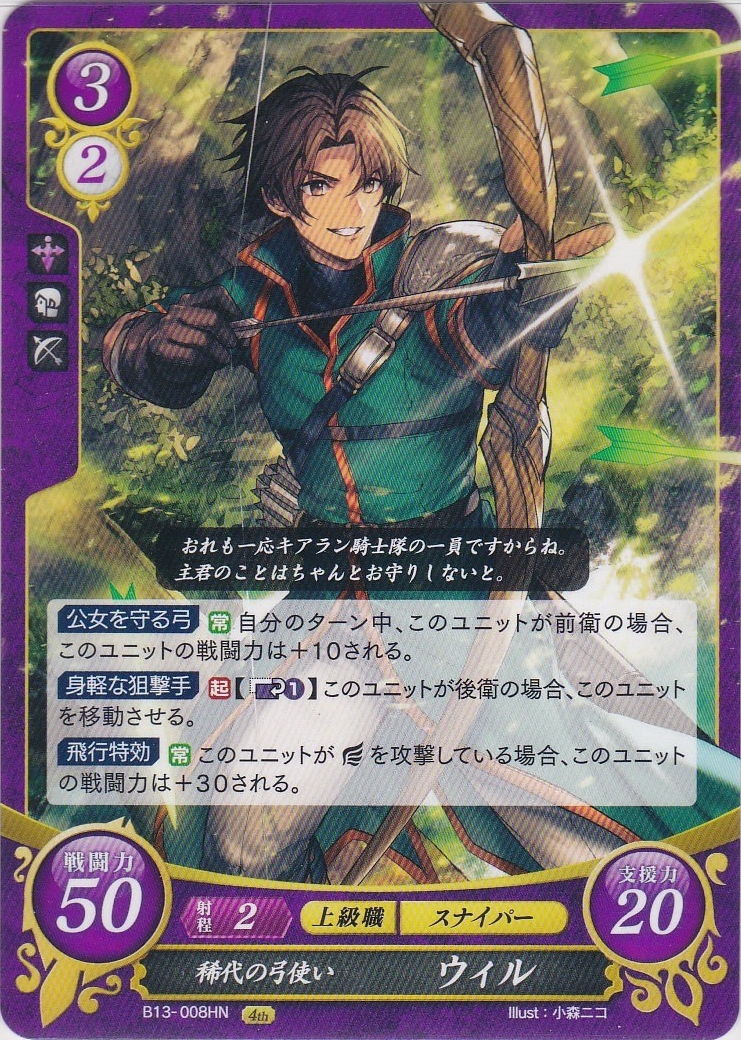 3
2
おれも一応キアラン騎士隊の一員ですからね。
主君のことはちゃんとお守りしないと。
公女を守る弓 常 自分のターン中、このユニットが前衛の場合、
このユニットの戦闘力は＋10される。
身軽な狙撃手 起【1】このユニットが後衛の場合、このユニット
を移動させる。
飛行特効 常 このユニットが を攻撃している場合、このユニット
の戦闘力は＋30される。
戦闘力
50
射程 2
上級職 スナイパー
支援力
20
稀代の弓使い ウィル
B13-008HN 4th Illust：小森ニコ